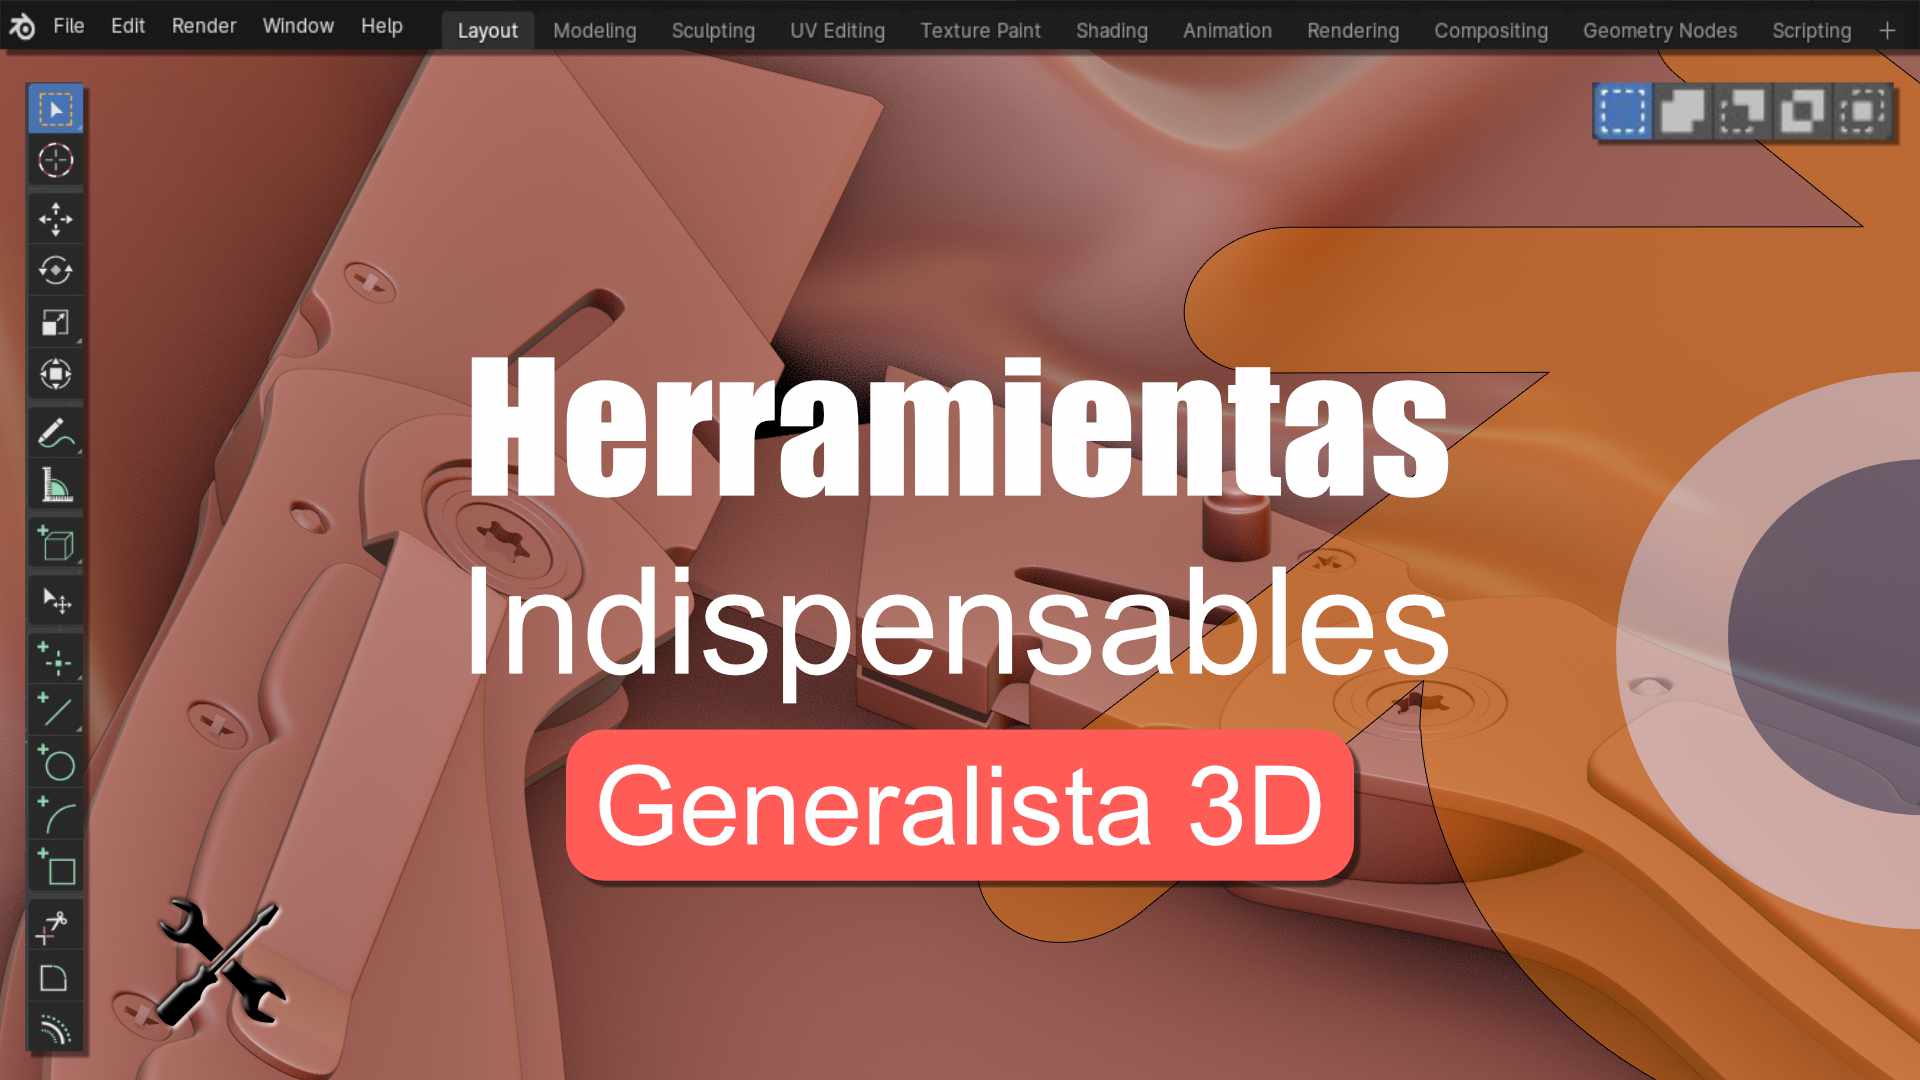 File Edit Render Window Help Layout Modeling Sculpting UV Editing Texture Paint Shading Animation Rendering Compositing Geometry Nodes Scripting +
Herramientas
Indispensables
Generalista 3D